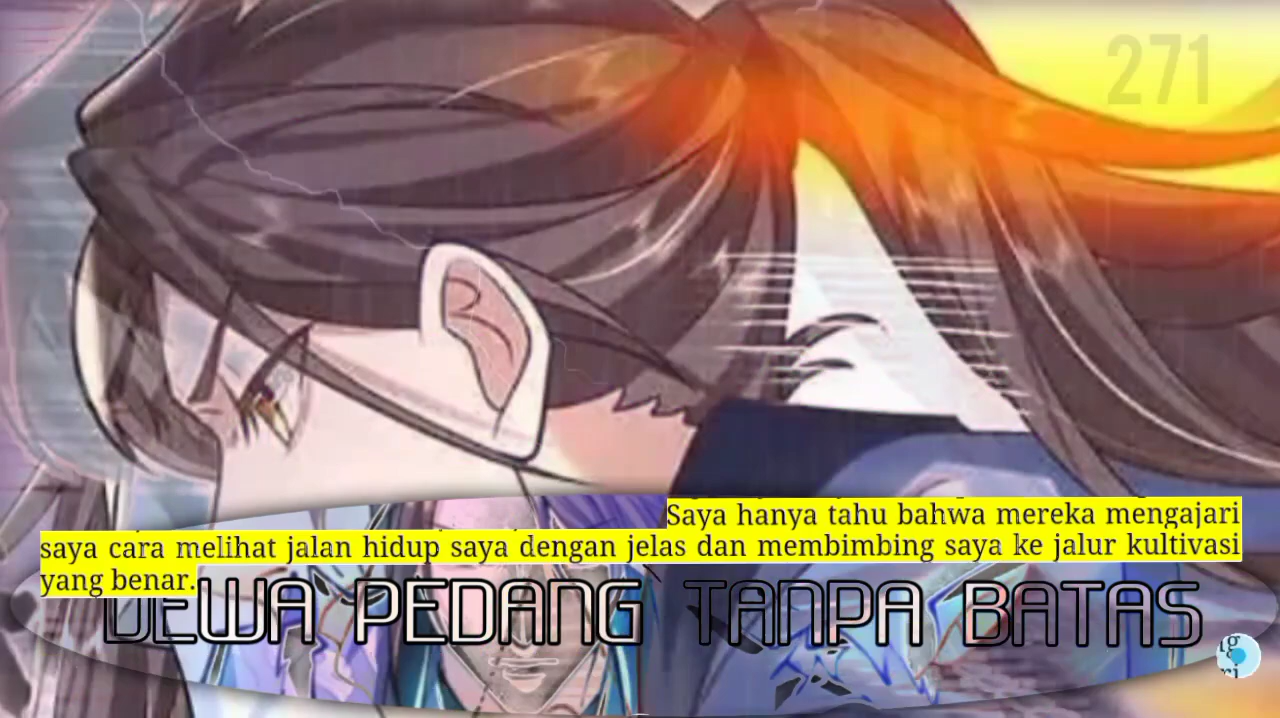 271
Saya hanya tahu bahwa mereka mengajari
saya cara melihat jalan hidup saya dengan jelas dan membimbing saya ke jalur kultivasi
yang benar.
DEWA PEDANG TANPA BATAS